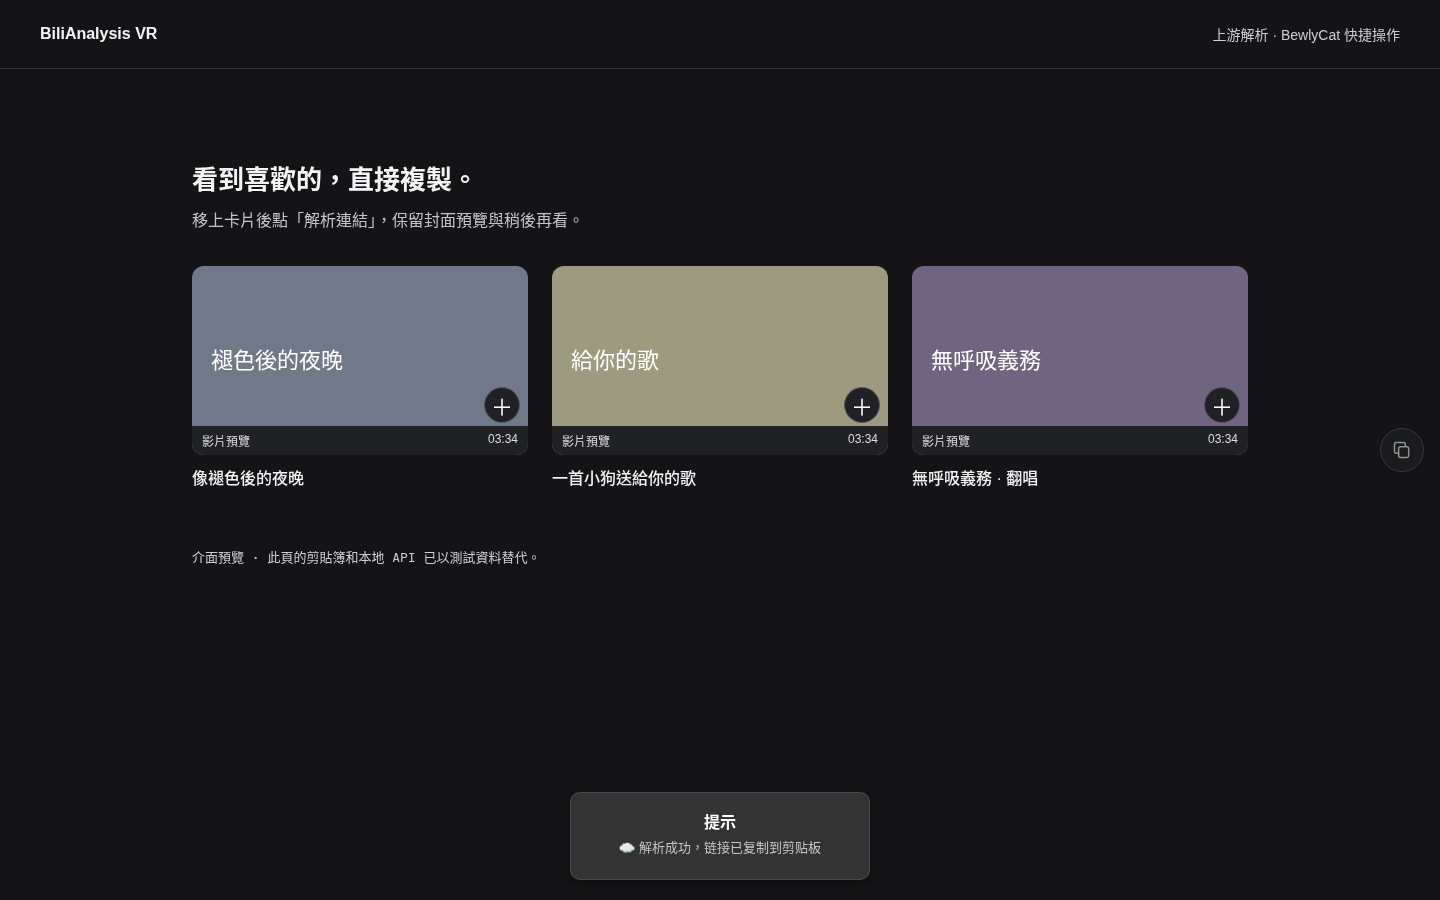 BiliAnalysis VR
上游解析 · BewlyCat 快捷操作
看到喜歡的，直接複製。
移上卡片後點「解析連結」，保留封面預覽與稍後再看。
褪色後的夜晚
給你的歌
無呼吸義務
影片預覽 03:34
影片預覽 03:34
影片預覽 03:34
像褪色後的夜晚
一首小狗送給你的歌
無呼吸義務 · 翻唱
介面預覽 · 此頁的剪貼簿和本地 API 已以測試資料替代。
提示
☁️ 解析成功，链接已复制到剪贴板